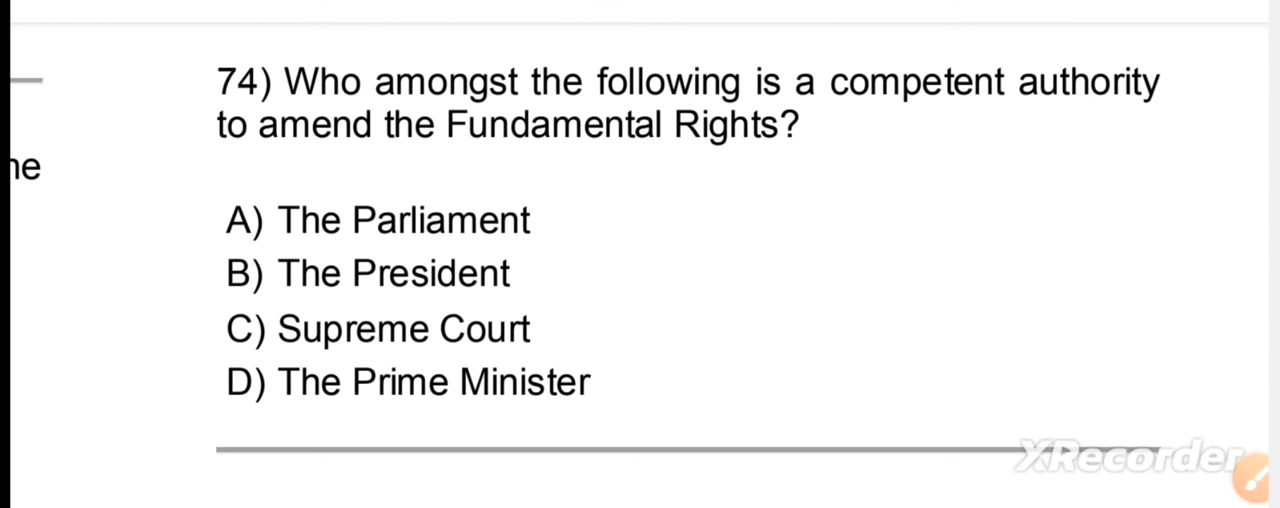 74) Who amongst the following is a competent authority
to amend the Fundamental Rights?
A) The Parliament
B) The President
C) Supreme Court
D) The Prime Minister
XRecorder